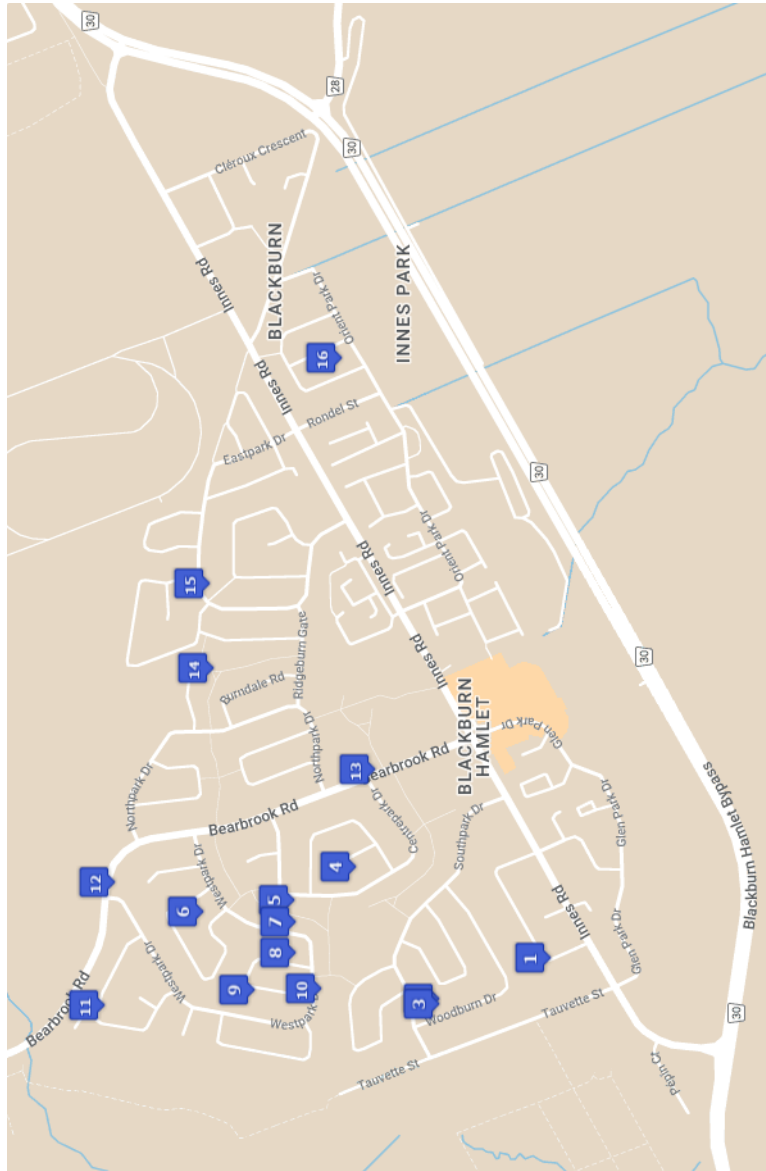 30
28
30
Cléroux Crescent
BLACKBURN
INNES PARK
Innes Rd
Orient Park Dr
16
Innes Rd
Rondel St
Eastpark Dr
30
Orient Park Dr
Innes Rd
15
Ridgeburn Gate
30
14
Burndale Rd
Innes Rd
BLACKBURN
HAMLET
Glen Park Dr
Northpark Dr
13
Bearbrook Rd
Northpark Dr
Bearbrook Rd
Centrepark Dr
Southpark Dr
Glen Park Dr
Blackburn Hamlet Bypass
12
4
Westpark Dr
6
5
7
Innes Rd
8
1
Glen Park Dr
Westpark Dr
9
10
Westpark Dr
11
Bearbrook Rd
3
Woodburn Dr
Tauvette St
30
Tauvette St
Pépin Ct